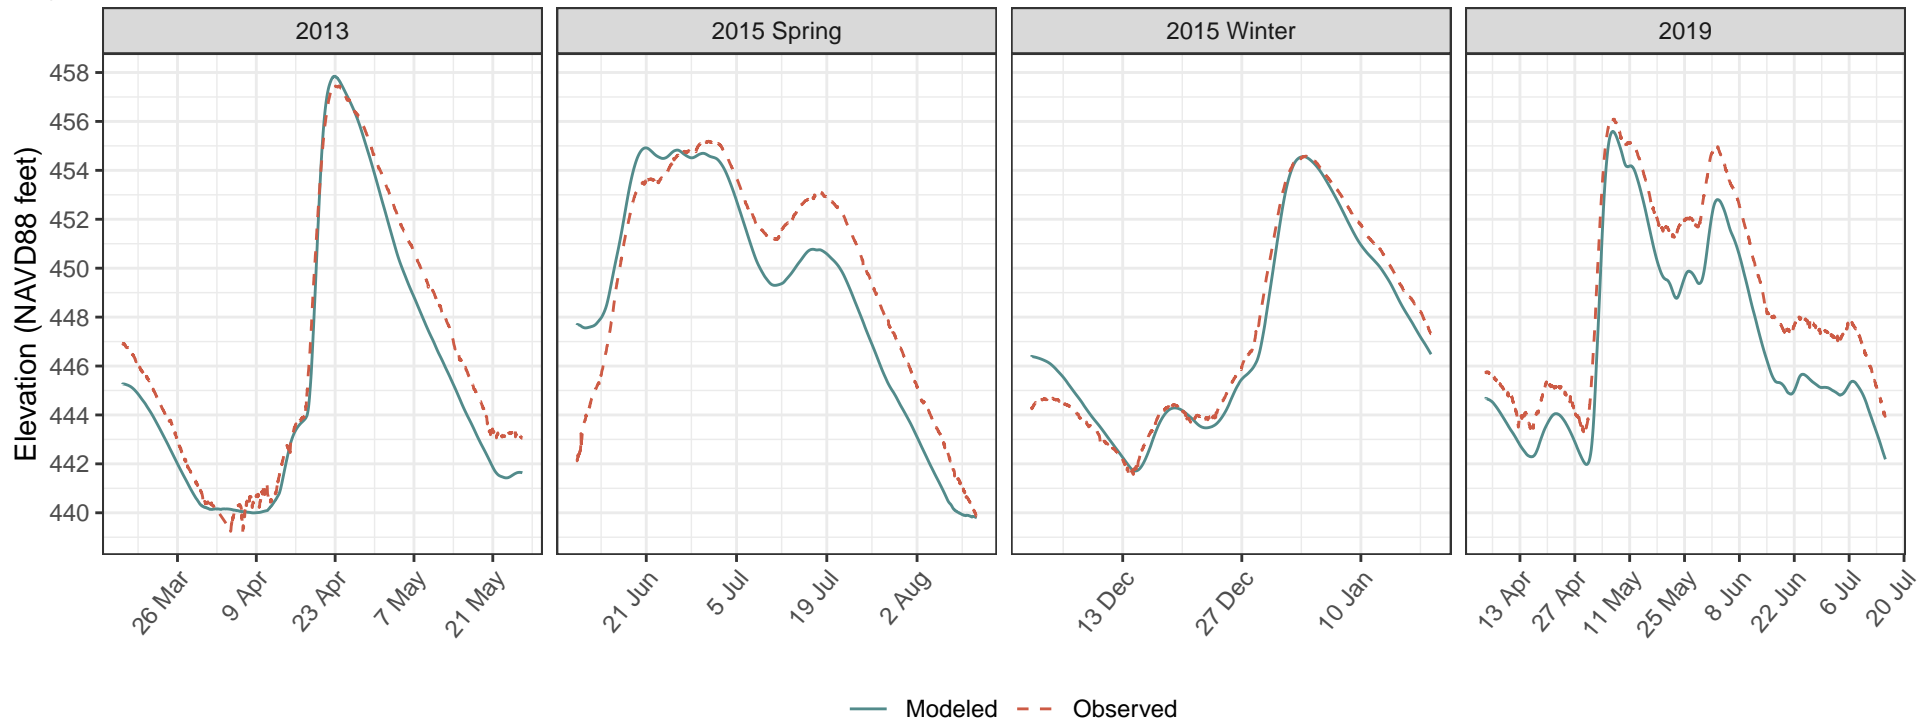 2013
2015 Spring
2015 Winter
2019
Elevation (NAVD88 feet)
458
456
454
452
450
448
446
444
442
440
26 Mar
9 Apr
23 Apr
7 May
21 May
21 Jun
5 Jul
19 Jul
2 Aug
13 Dec
27 Dec
10 Jan
13 Apr
27 Apr
11 May
25 May
8 Jun
22 Jun
6 Jul
20 Jul
Modeled
Observed